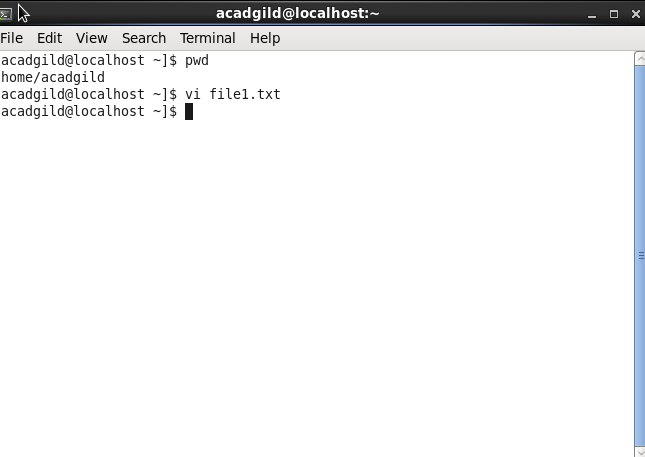 acadgild@localhost:~
File Edit View Search Terminal Help
acadgild@localhost ~]$ pwd
home/acadgild
acadgild@localhost ~]$ vi file1.txt
acadgild@localhost ~]$